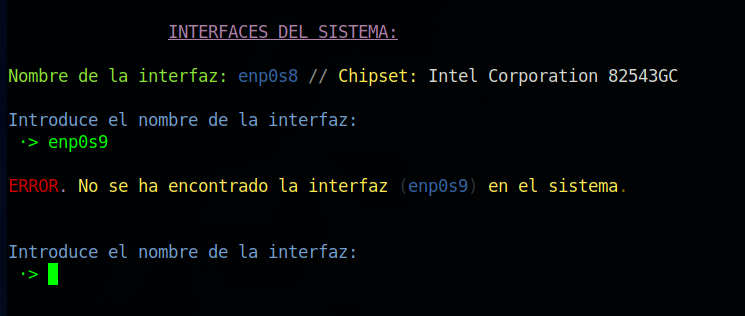 INTERFACES DEL SISTEMA:
Nombre de la interfaz: enp0s8 // Chipset: Intel Corporation 82543GC
Introduce el nombre de la interfaz:
·> enp0s9
ERROR. No se ha encontrado la interfaz (enp0s9) en el sistema.
Introduce el nombre de la interfaz:
·>